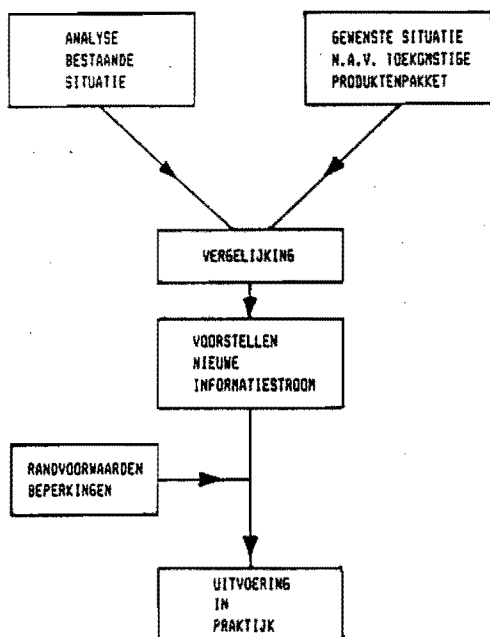 ANALYSE
BESTAANDE
SITUATIE
GEWENSTE SITUATIE
N.A.V. TOEKOMSTIGE
PRODUKTENPAKKET
VERGELIJKING
VOORSTELLEN
NIEUWE
INFORMATIESTROOM
RANDVOORWAARDEN
BEPERKINGEN
UITVOERING
IN
PRAKTIJK